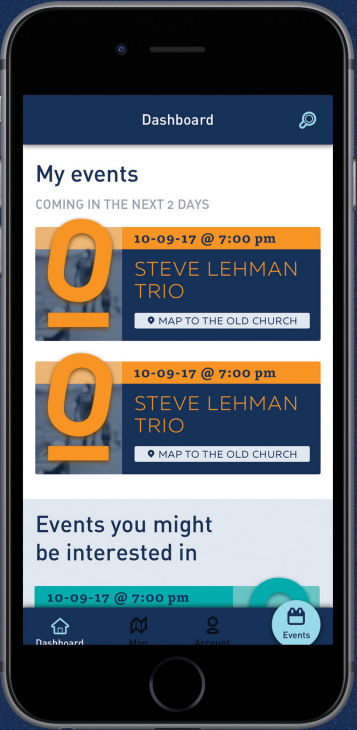 Dashboard
My events
COMING IN THE NEXT 2 DAYS
10-09-17 @ 7:00 pm
STEVE LEHMAN
TRIO
MAP TO THE OLD CHURCH
10-09-17 @ 7:00 pm
STEVE LEHMAN
TRIO
MAP TO THE OLD CHURCH
Events you might
be interested in
10-09-17 @ 7:00 pm
Dashboard
Map
Account
Events